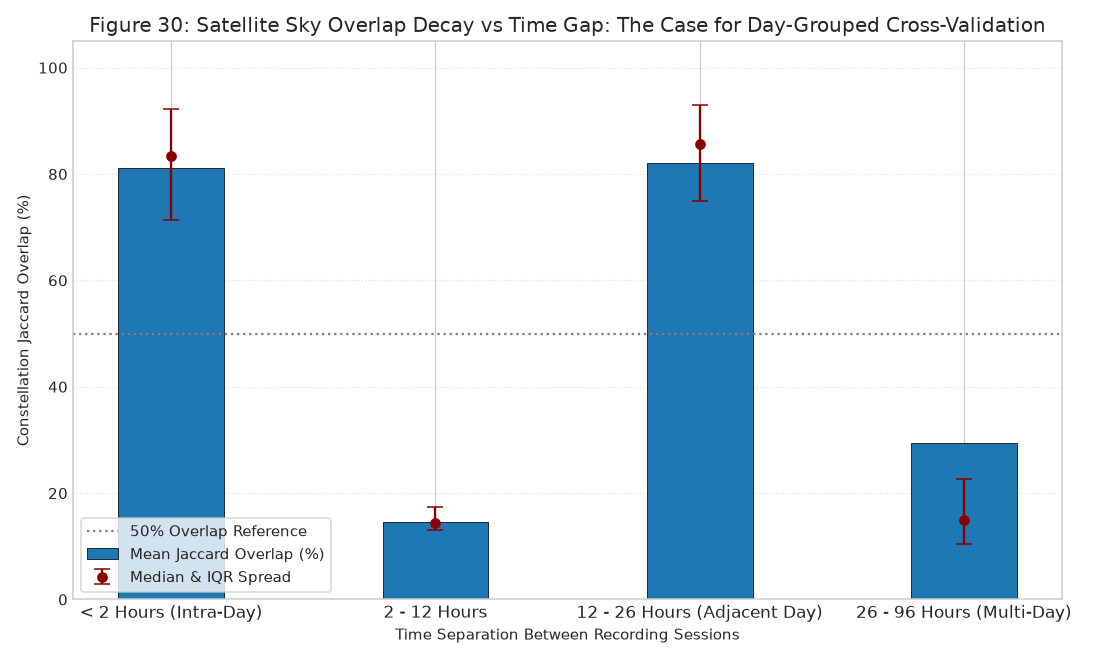 Figure 30: Satellite Sky Overlap Decay vs Time Gap: The Case for Day-Grouped Cross-Validation
Constellation Jaccard Overlap (%)
100
80
60
40
20
0
50% Overlap Reference
Mean Jaccard Overlap (%)
Median & IQR Spread
< 2 Hours (Intra-Day)
2 - 12 Hours
12 - 26 Hours (Adjacent Day)
26 - 96 Hours (Multi-Day)
Time Separation Between Recording Sessions